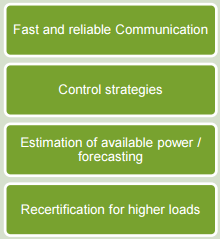 Fast and reliable Communication
Control strategies
Estimation of available power /
forecasting
Recertification for higher loads